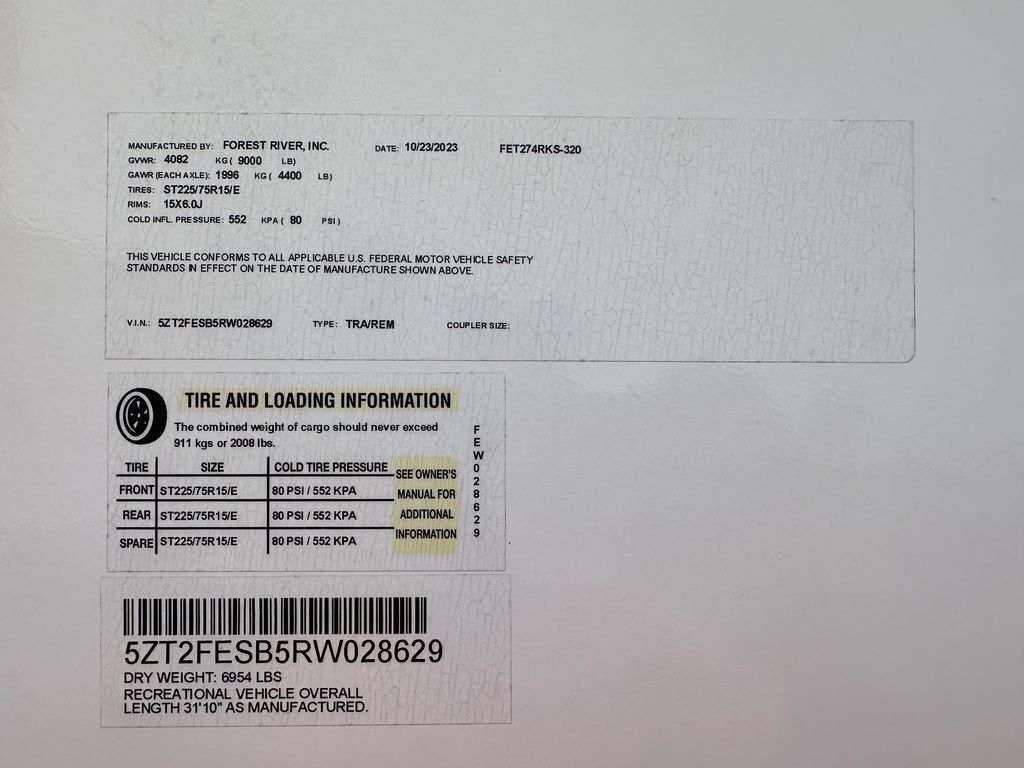 MANUFACTURED BY: FOREST RIVER, INC. DATE: 10/23/2023 FET274RKS-320
GVWR: 4082 KG ( 9000 LB)
GAWR (EACH AXLE): 1996 KG ( 4400 LB)
TIRES: ST225/75R15/E
RIMS: 15X6.0J
COLD INFL. PRESSURE: 552 KPA ( 80 PSI )
THIS VEHICLE CONFORMS TO ALL APPLICABLE U.S. FEDERAL MOTOR VEHICLE SAFETY
STANDARDS IN EFFECT ON THE DATE OF MANUFACTURE SHOWN ABOVE.
V.I.N.: 5ZT2FESB5RW028629 TYPE: TRA/REM COUPLER SIZE:
TIRE AND LOADING INFORMATION
The combined weight of cargo should never exceed
911 kgs or 2008 lbs.
TIRE SIZE COLD TIRE PRESSURE
FRONT ST225/75R15/E 80 PSI / 552 KPA
REAR ST225/75R15/E 80 PSI / 552 KPA
SPARE ST225/75R15/E 80 PSI / 552 KPA
SEE OWNER'S
MANUAL FOR
ADDITIONAL
INFORMATION
FEW028629
5ZT2FESB5RW028629
DRY WEIGHT: 6954 LBS
RECREATIONAL VEHICLE OVERALL
LENGTH 31'10" AS MANUFACTURED.